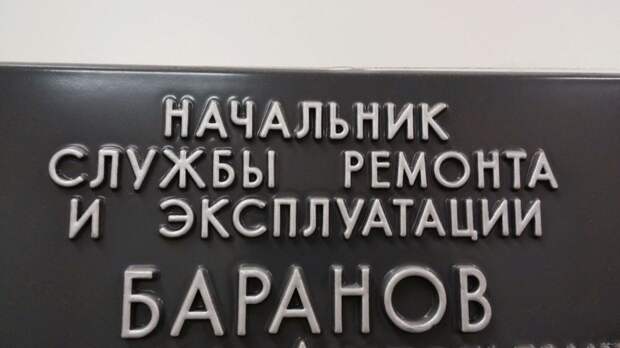 НАЧАЛЬНИК
СЛУЖБЫ РЕМОНТА
И ЭКСПЛУАТАЦИИ
БАРАНОВ